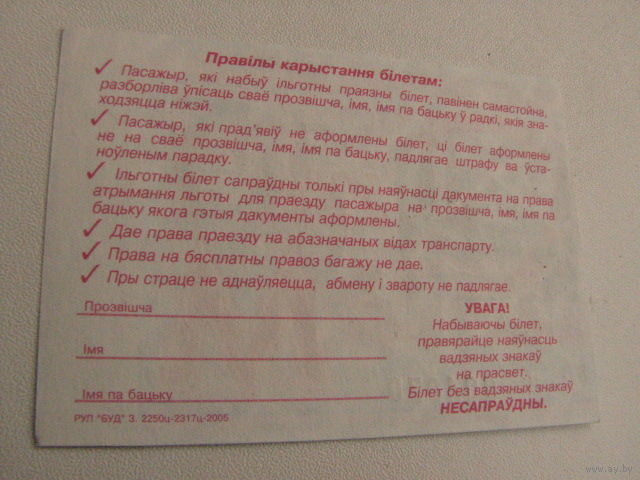 Правілы карыстання білетам:
✓ Пасажыр, які набыў ільготны праязны білет, павінен самастойна,
разборліва ўпісаць сваё прозвішча, імя, імя па бацьку ў радкі, якія зна-
ходзяцца ніжэй.
✓ Пасажыр, які прад'явіў не аформлены білет, ці білет аформлены
не на сваё прозвішча, імя, імя па бацьку, падлягае штрафу ва ўста-
ноўленым парадку.
✓ Ільготны білет сапраўдны толькі пры наяўнасці дакумента на права
атрымання льготы для праезду пасажыра на прозвішча, імя, імя па
бацьку якога гэтыя дакументы аформлены.
✓ Дае права праезду на абазначаных відах транспарту.
✓ Права на бясплатны правоз багажу не дае.
✓ Пры страце не аднаўляецца, абмену і звароту не падлягае.
Прозвішча
Імя
Імя па бацьку
РУП "БУД" З. 2250ц-2317ц-2005
УВАГА!
Набываючы білет,
правярайце наяўнасць
вадзяных знакаў
на прасвет.
Білет без вадзяных знакаў
НЕСАПРАЎДНЫ.
www.ay.by